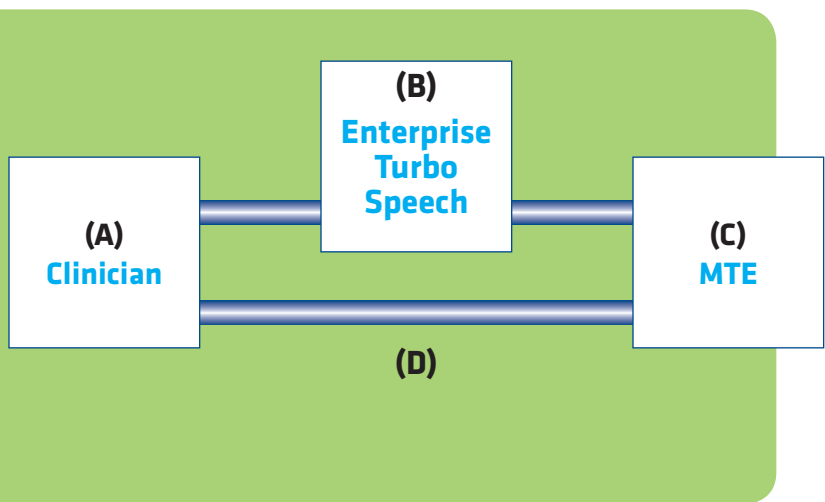 (B)
Enterprise
Turbo
Speech
(A)
Clinician
(C)
MTE
(D)